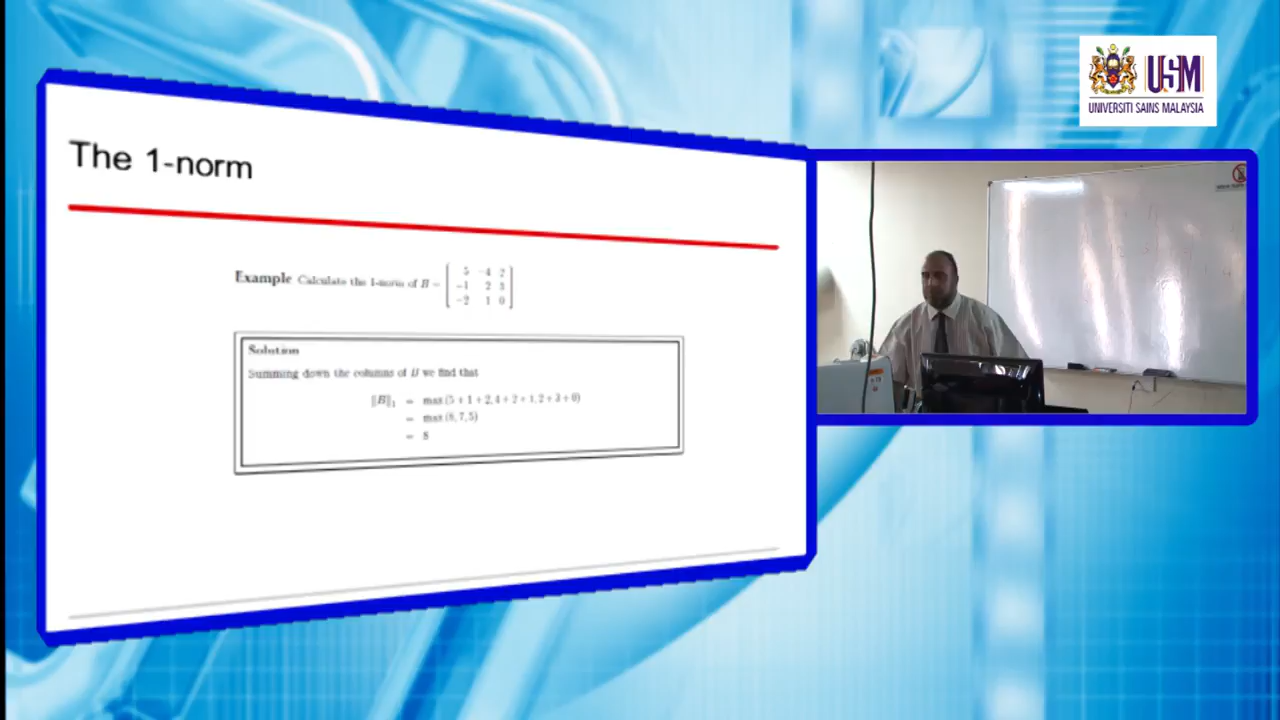 The 1-norm
Example Calculate the 1-norm of B = [ 5 -4 2
-1 2 3
-2 1 0 ]
Solution
Summing down the columns of B we find that
‖B‖₁ = max (5 + 1 + 2, 4 + 2 + 1, 2 + 3 + 0)
= max (8, 7, 5)
= 8
USM
UNIVERSITI SAINS MALAYSIA